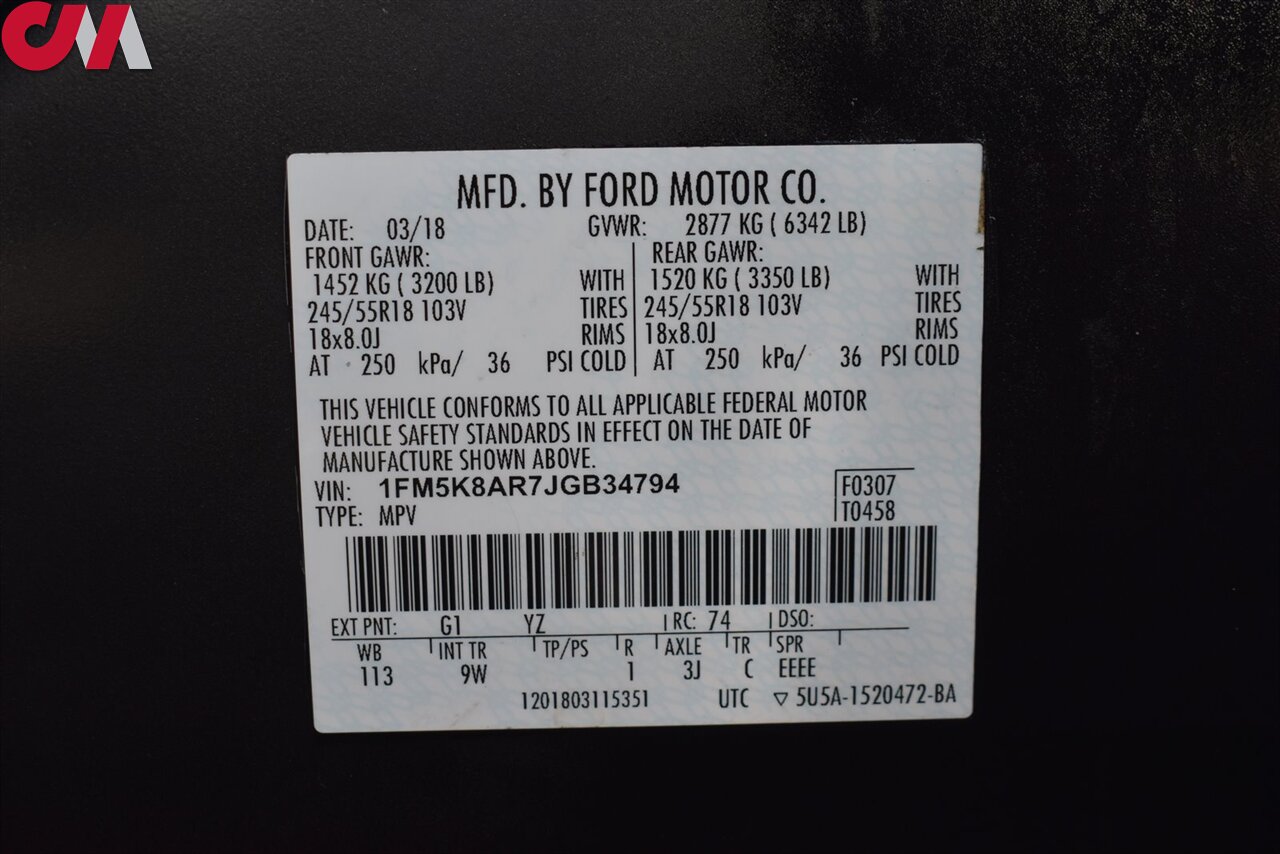 CM
MFD. BY FORD MOTOR CO.
DATE: 03/18 GVWR: 2877 KG ( 6342 LB)
FRONT GAWR: REAR GAWR:
1452 KG ( 3200 LB) WITH 1520 KG ( 3350 LB) WITH
245/55R18 103V TIRES 245/55R18 103V TIRES
18x8.0J RIMS 18x8.0J RIMS
AT 250 kPa/ 36 PSI COLD AT 250 kPa/ 36 PSI COLD
THIS VEHICLE CONFORMS TO ALL APPLICABLE FEDERAL MOTOR
VEHICLE SAFETY STANDARDS IN EFFECT ON THE DATE OF
MANUFACTURE SHOWN ABOVE.
VIN: 1FM5K8AR7JGB34794 F0307
TYPE: MPV T0458
EXT PNT: G1 YZ RC: 74 DSO:
WB INT TR TP/PS R AXLE TR SPR
113 9W 1 3J C EEEE
1201803115351 UTC ▽ 5U5A-1520472-BA